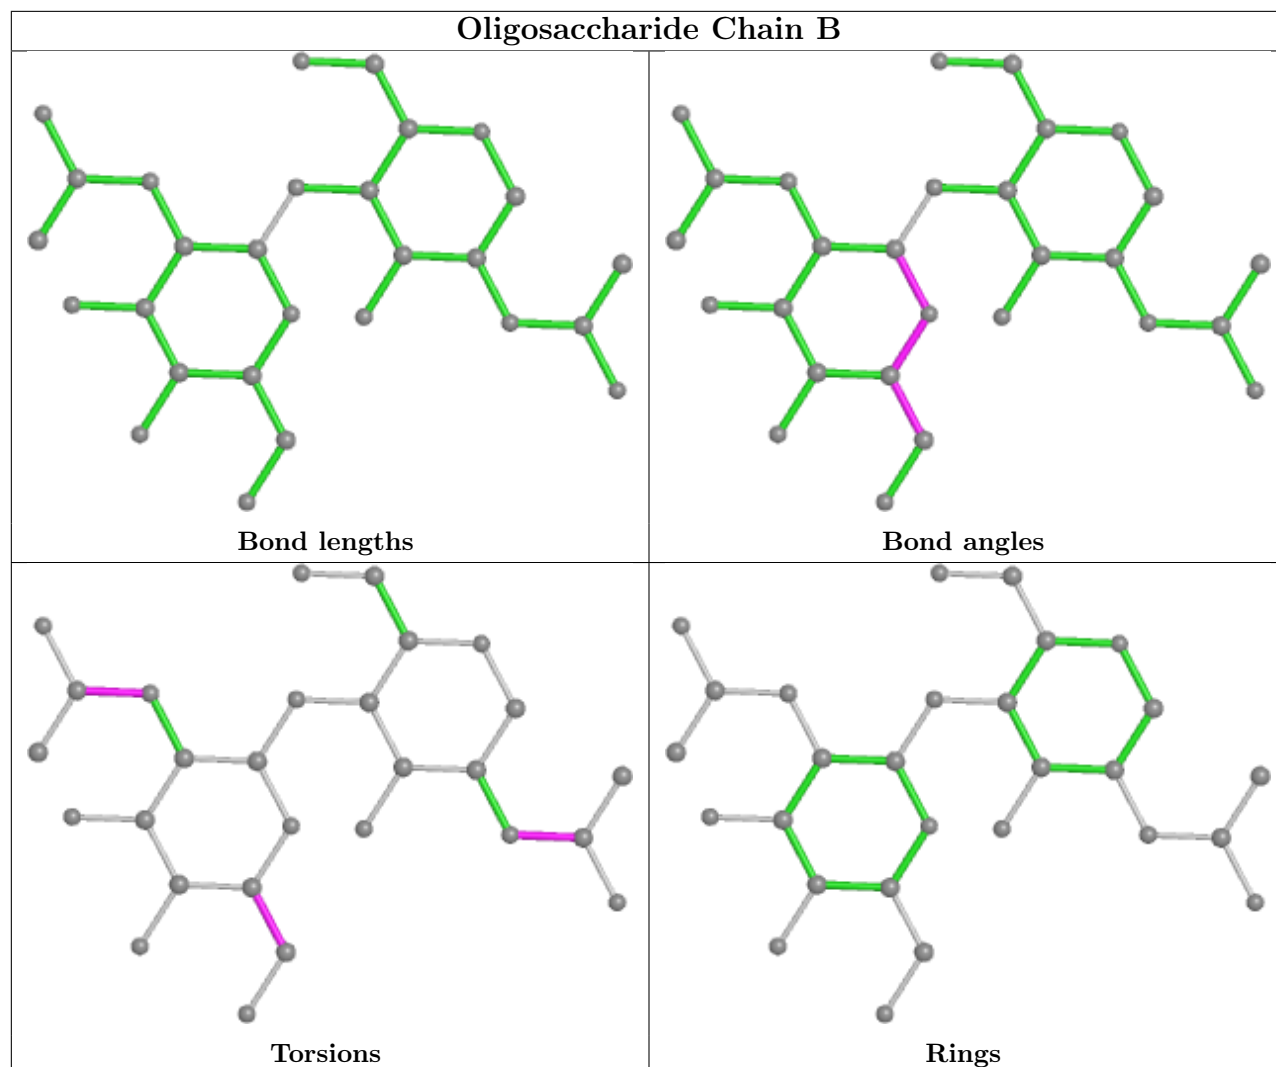 Oligosaccharide Chain B
Bond lengths
Bond angles
Torsions
Rings